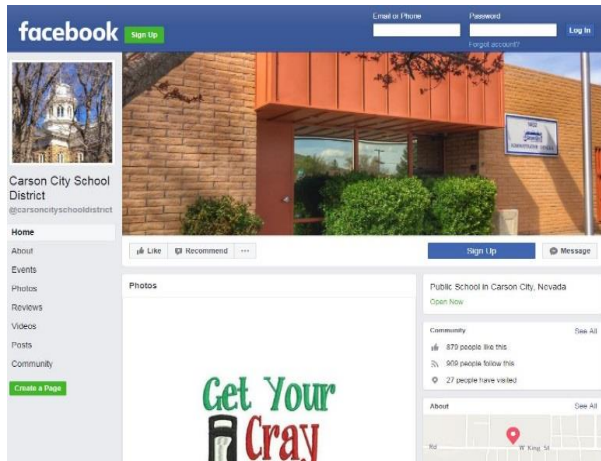 Email or Phone
Password
facebook
Sign Up
Log In
Forgot account?
Carson City School
District
@carsoncityschooldistrict
Home
About
Events
Photos
Reviews
Videos
Posts
Community
Create a Page
Like
Recommend
Sign Up
Message
Photos
Get Your
Cray
Public School in Carson City, Nevada
Open Now
Community
See All
879 people like this
909 people follow this
27 people have visited
About
See All
Rd
W King St